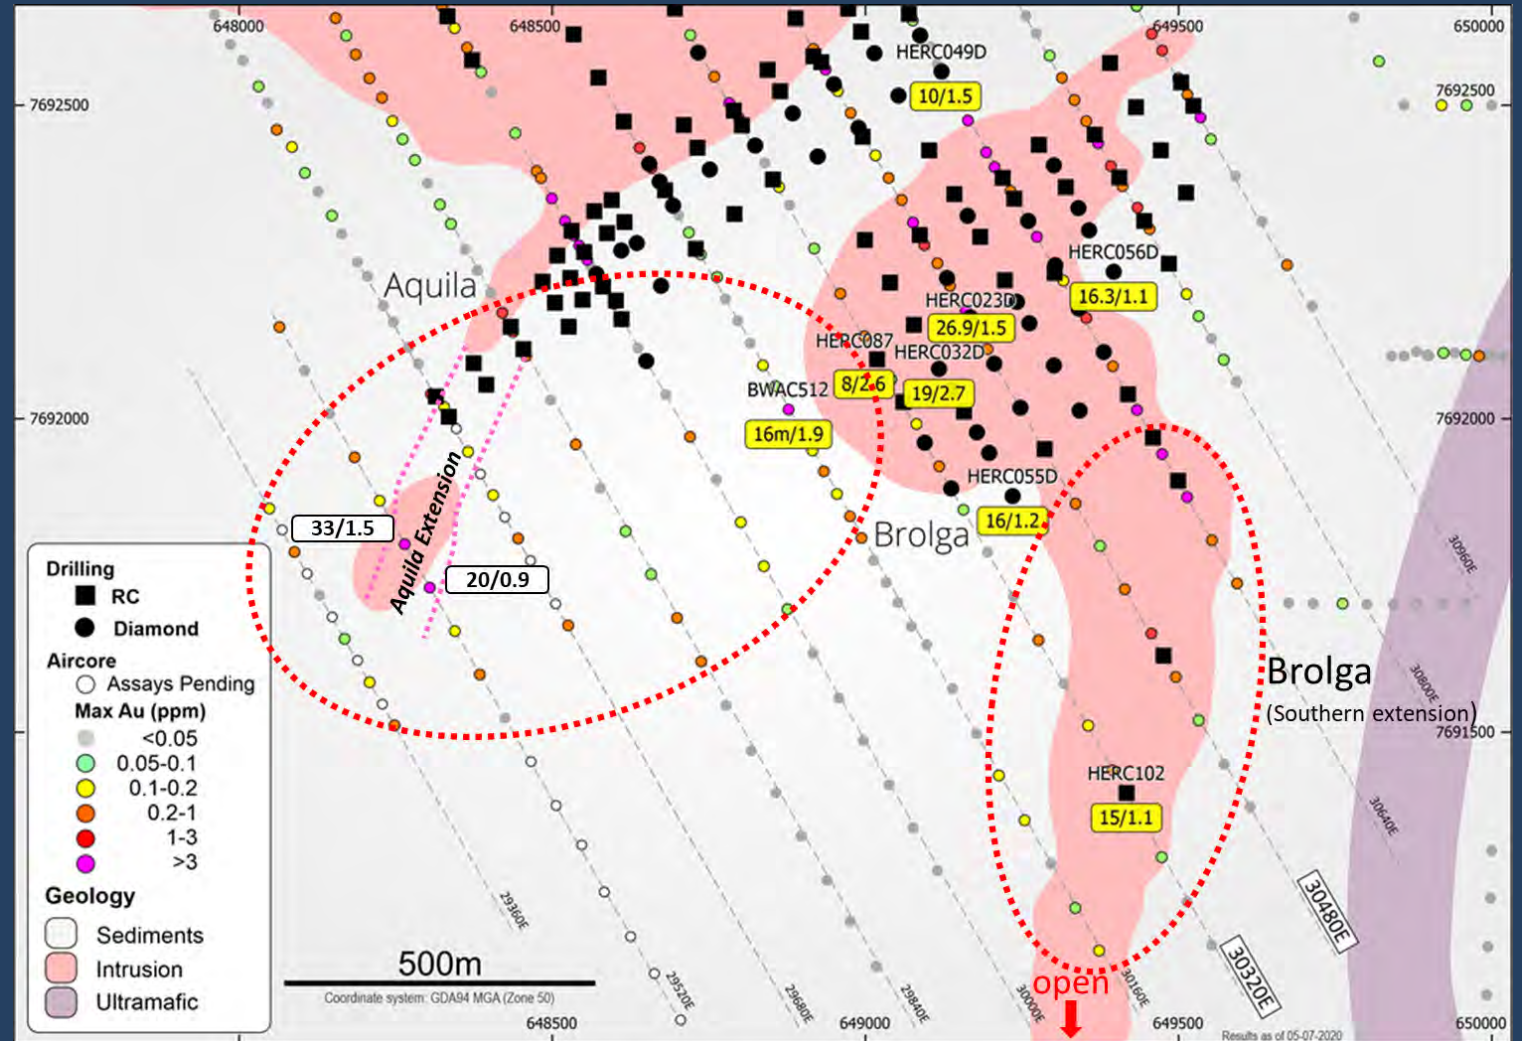 648000
648500
649500
650000
HERC049D
10/1.5
7692500
7692500
HERC056D
16.3/1.1
Aquila
HERC023D
26.9/1.5
HERC087
HERC032D
8/2.6
19/2.7
BWAC512
16m/1.9
7692000
7692000
HERC055D
16/1.2
Brolga
33/1.5
Aquila Extension
20/0.9
30960E
30800E
30640E
Brolga
(Southern extension)
7691500
HERC102
15/1.1
30480E
30320E
30160E
30000E
29840E
29680E
29520E
29360E
open
Drilling
RC
Diamond
Aircore
Assays Pending
Max Au (ppm)
<0.05
0.05-0.1
0.1-0.2
0.2-1
1-3
>3
Geology
Sediments
Intrusion
Ultramafic
500m
Coordinate system: GDA94 MGA (Zone 50)
648500
649000
649500
650000
Results as of 05-07-2020